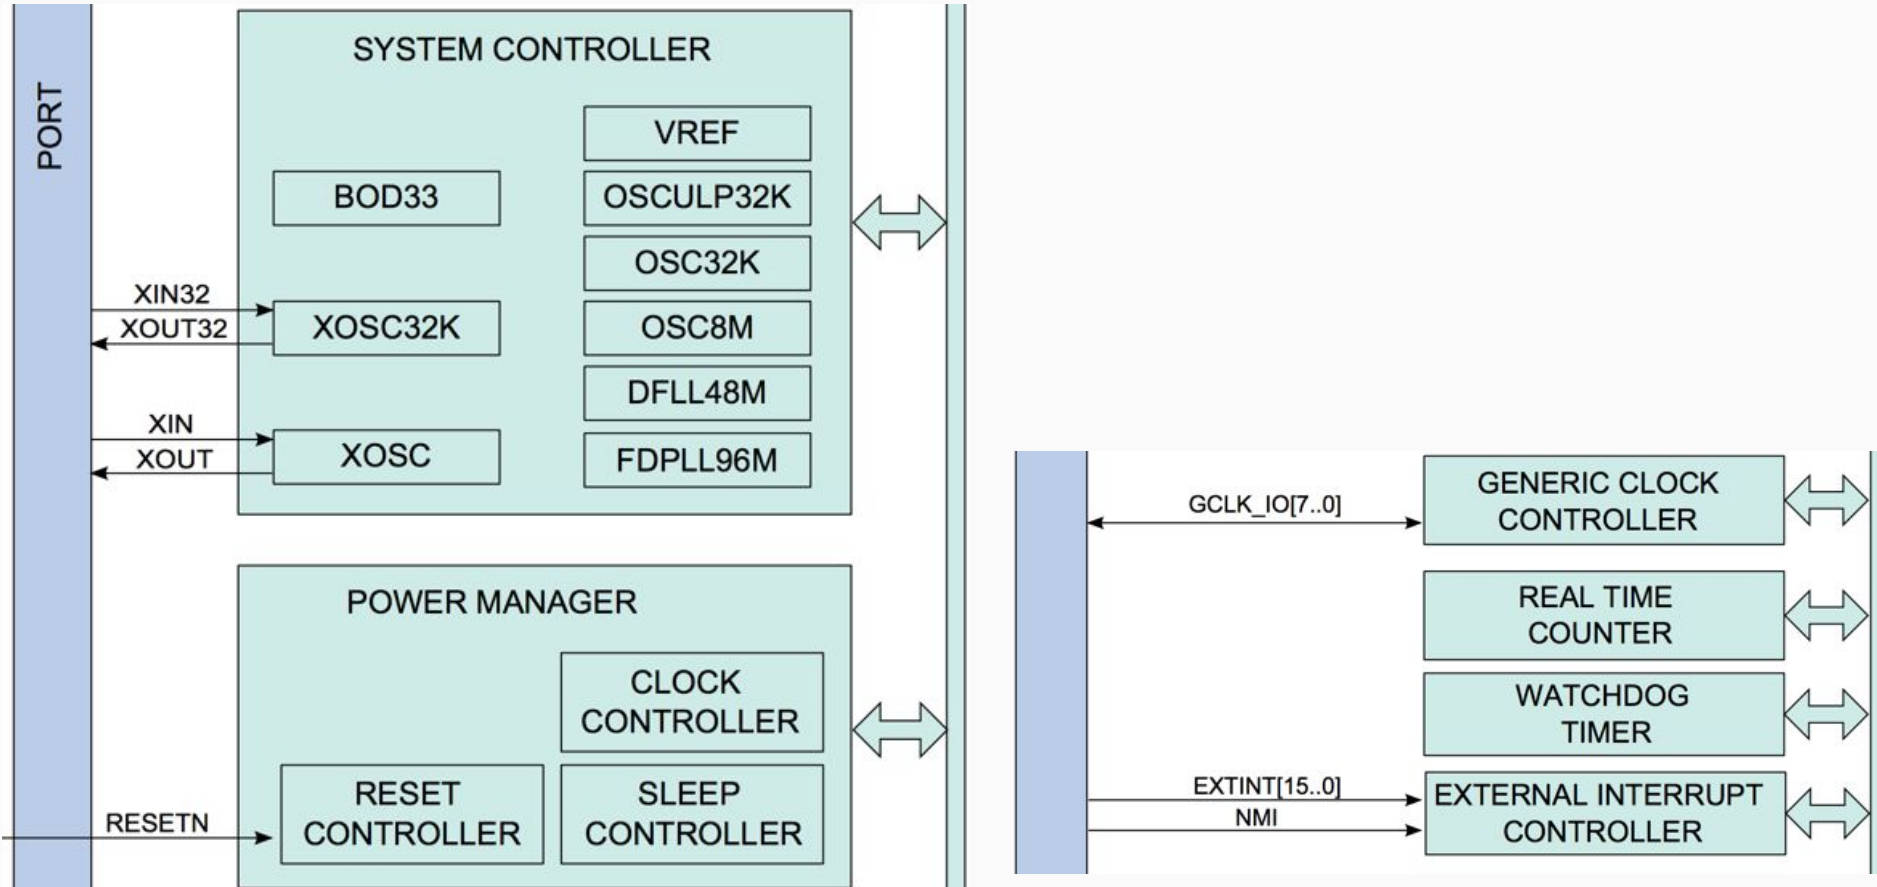 PORT
SYSTEM CONTROLLER
VREF
BOD33
OSCULP32K
OSC32K
XIN32
XOUT32
XOSC32K
OSC8M
DFLL48M
XIN
XOUT
XOSC
FDPLL96M
POWER MANAGER
CLOCK
CONTROLLER
RESETN
RESET
CONTROLLER
SLEEP
CONTROLLER
GCLK_IO[7..0]
GENERIC CLOCK
CONTROLLER
REAL TIME
COUNTER
WATCHDOG
TIMER
EXTINT[15..0]
NMI
EXTERNAL INTERRUPT
CONTROLLER